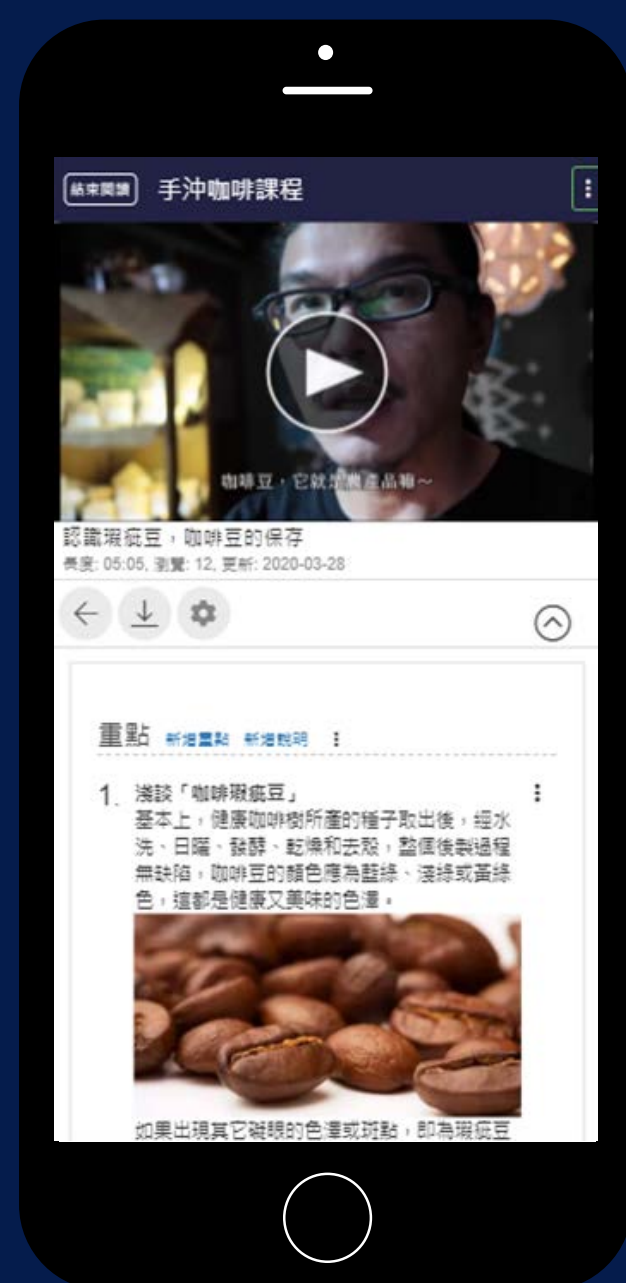 結束閱讀 手沖咖啡課程
咖啡豆，它就是農產品嘛～
認識瑕疵豆，咖啡豆的保存
長度: 05:05, 瀏覽: 12, 更新: 2020-03-28
重點 新增重點 新增說明
1. 淺談「咖啡瑕疵豆」
基本上，健康咖啡樹所產的種子取出後，經水
洗、日曬、發酵、乾燥和去殼，整個後製過程
無缺陷，咖啡豆的顏色應為藍綠、淺綠或黃綠
色，這都是健康又美味的色澤。
如果出現其它礙眼的色澤或斑點，即為瑕疵豆